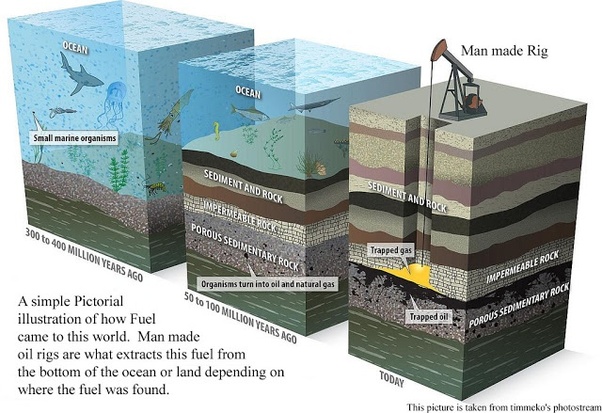 OCEAN
Small marine organisms
300 to 400 MILLION YEARS AGO
OCEAN
SEDIMENT AND ROCK
IMPERMEABLE ROCK
POROUS SEDIMENTARY ROCK
Organisms turn into oil and natural gas
50 to 100 MILLION YEARS AGO
Man made Rig
SEDIMENT AND ROCK
Trapped gas
IMPERMEABLE ROCK
POROUS SEDIMENTARY ROCK
Trapped oil
TODAY
A simple Pictorial
illustration of how Fuel
came to this world. Man made
oil rigs are what extracts this fuel from
the bottom of the ocean or land depending on
where the fuel was found.
This picture is taken from timmeko's photostream